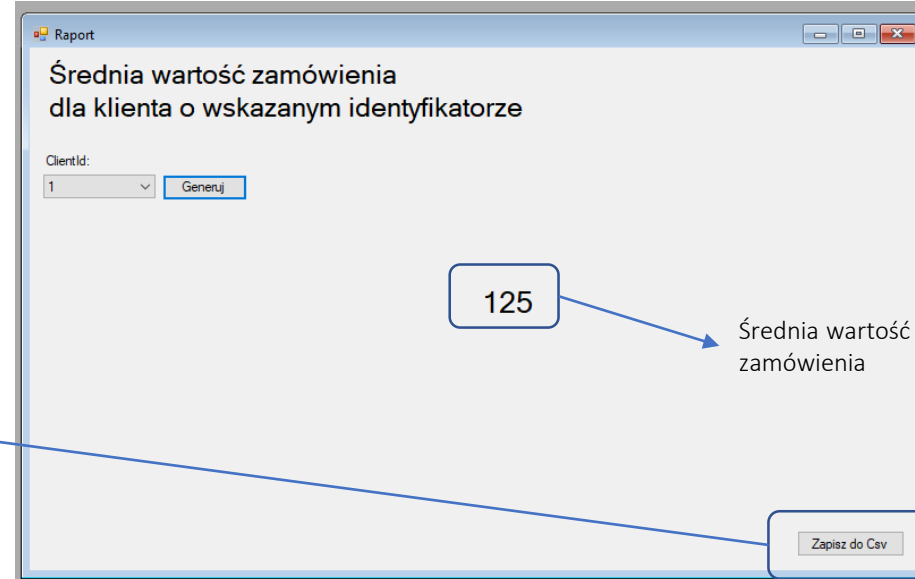 Raport
Średnia wartość zamówienia
dla klienta o wskazanym identyfikatorze
ClientId:
1
Generuj
125
Średnia wartość
zamówienia
Zapisz do Csv